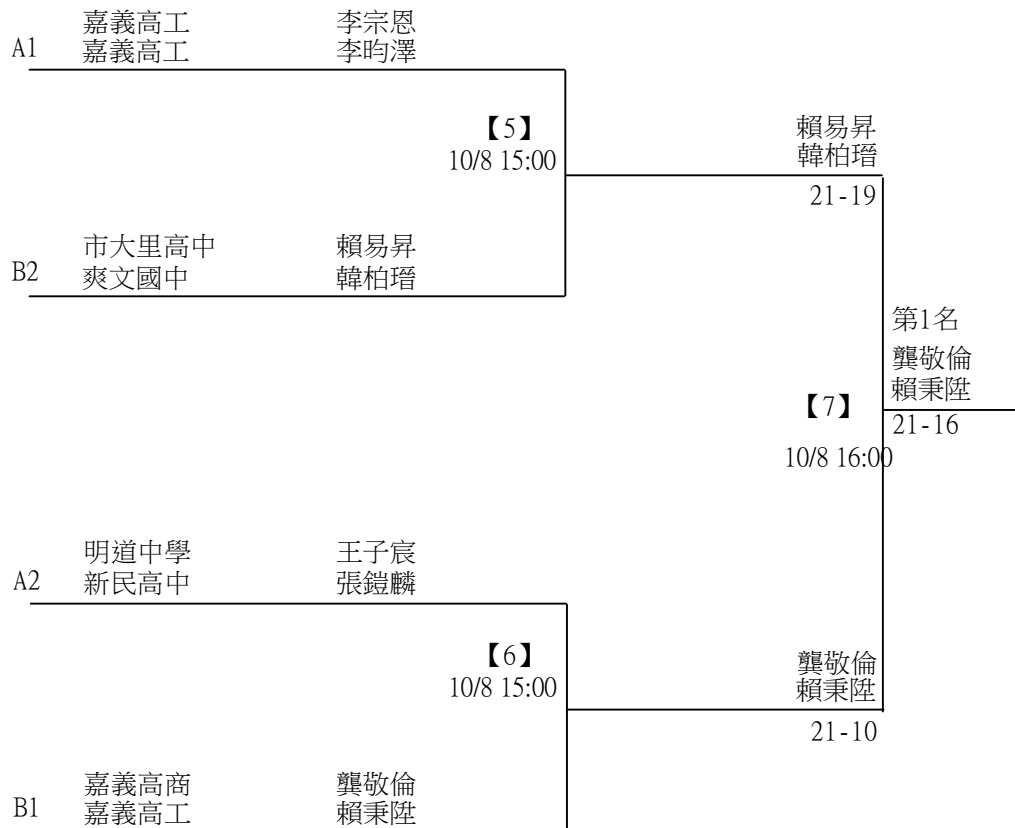 嘉義高工 李宗恩
A1 嘉義高工 李昀澤
【5】
10/8 15:00
賴易昇
韓柏瑨
21-19
市大里高中 賴易昇
B2 爽文國中 韓柏瑨
第1名
龔敬倫
賴秉陞
【7】
21-16
10/8 16:00
明道中學 王子宸
A2 新民高中 張鎧麟
【6】
10/8 15:00
龔敬倫
賴秉陞
21-10
嘉義高商 龔敬倫
B1 嘉義高工 賴秉陞